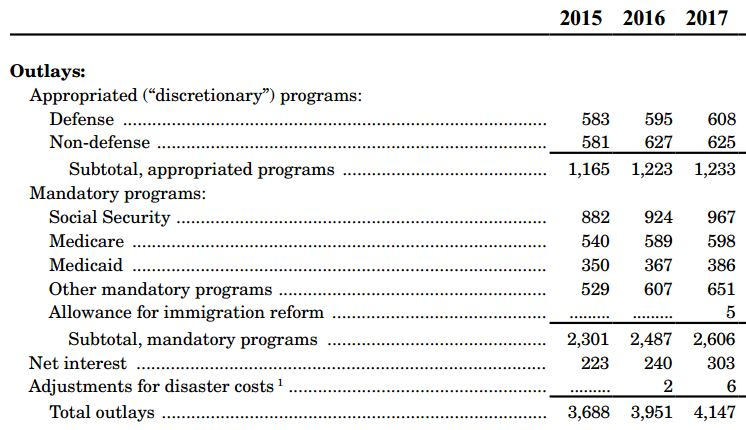 2015 2016 2017
Outlays:
Appropriated (“discretionary”) programs:
Defense ................................................................................ 583 595 608
Non-defense ................................................................................ 581 627 625
Subtotal, appropriated programs .......................................... 1,165 1,223 1,233
Mandatory programs:
Social Security ................................................................................ 882 924 967
Medicare ................................................................................ 540 589 598
Medicaid ................................................................................ 350 367 386
Other mandatory programs ...................................................... 529 607 651
Allowance for immigration reform ............................................ ......... ......... 5
Subtotal, mandatory programs ............................................ 2,301 2,487 2,606
Net interest ................................................................................ 223 240 303
Adjustments for disaster costs ¹ .................................................... ......... 2 6
Total outlays ................................................................................ 3,688 3,951 4,147